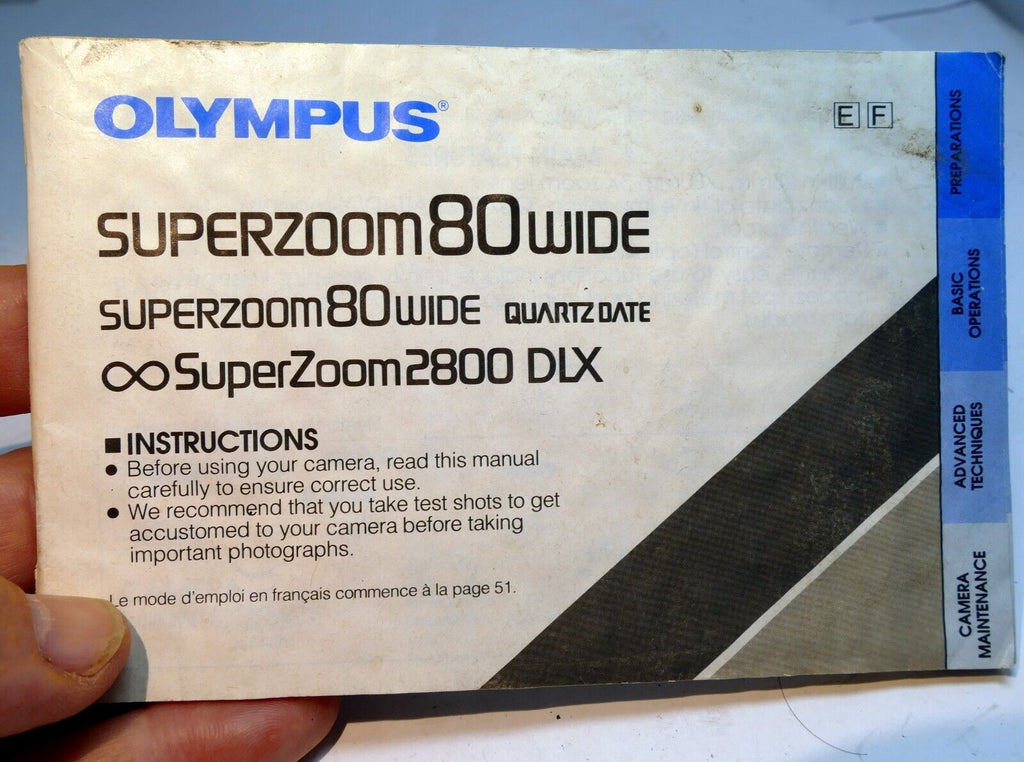 OLYMPUS®
E F
SUPERZOOM80WIDE
SUPERZOOM80WIDE QUARTZ DATE
∞SuperZoom2800 DLX
■ INSTRUCTIONS
● Before using your camera, read this manual
carefully to ensure correct use.
● We recommend that you take test shots to get
accustomed to your camera before taking
important photographs.
Le mode d'emploi en français commence à la page 51.
PREPARATIONS
BASIC
OPERATIONS
ADVANCED
TECHNIQUES
CAMERA
MAINTENANCE